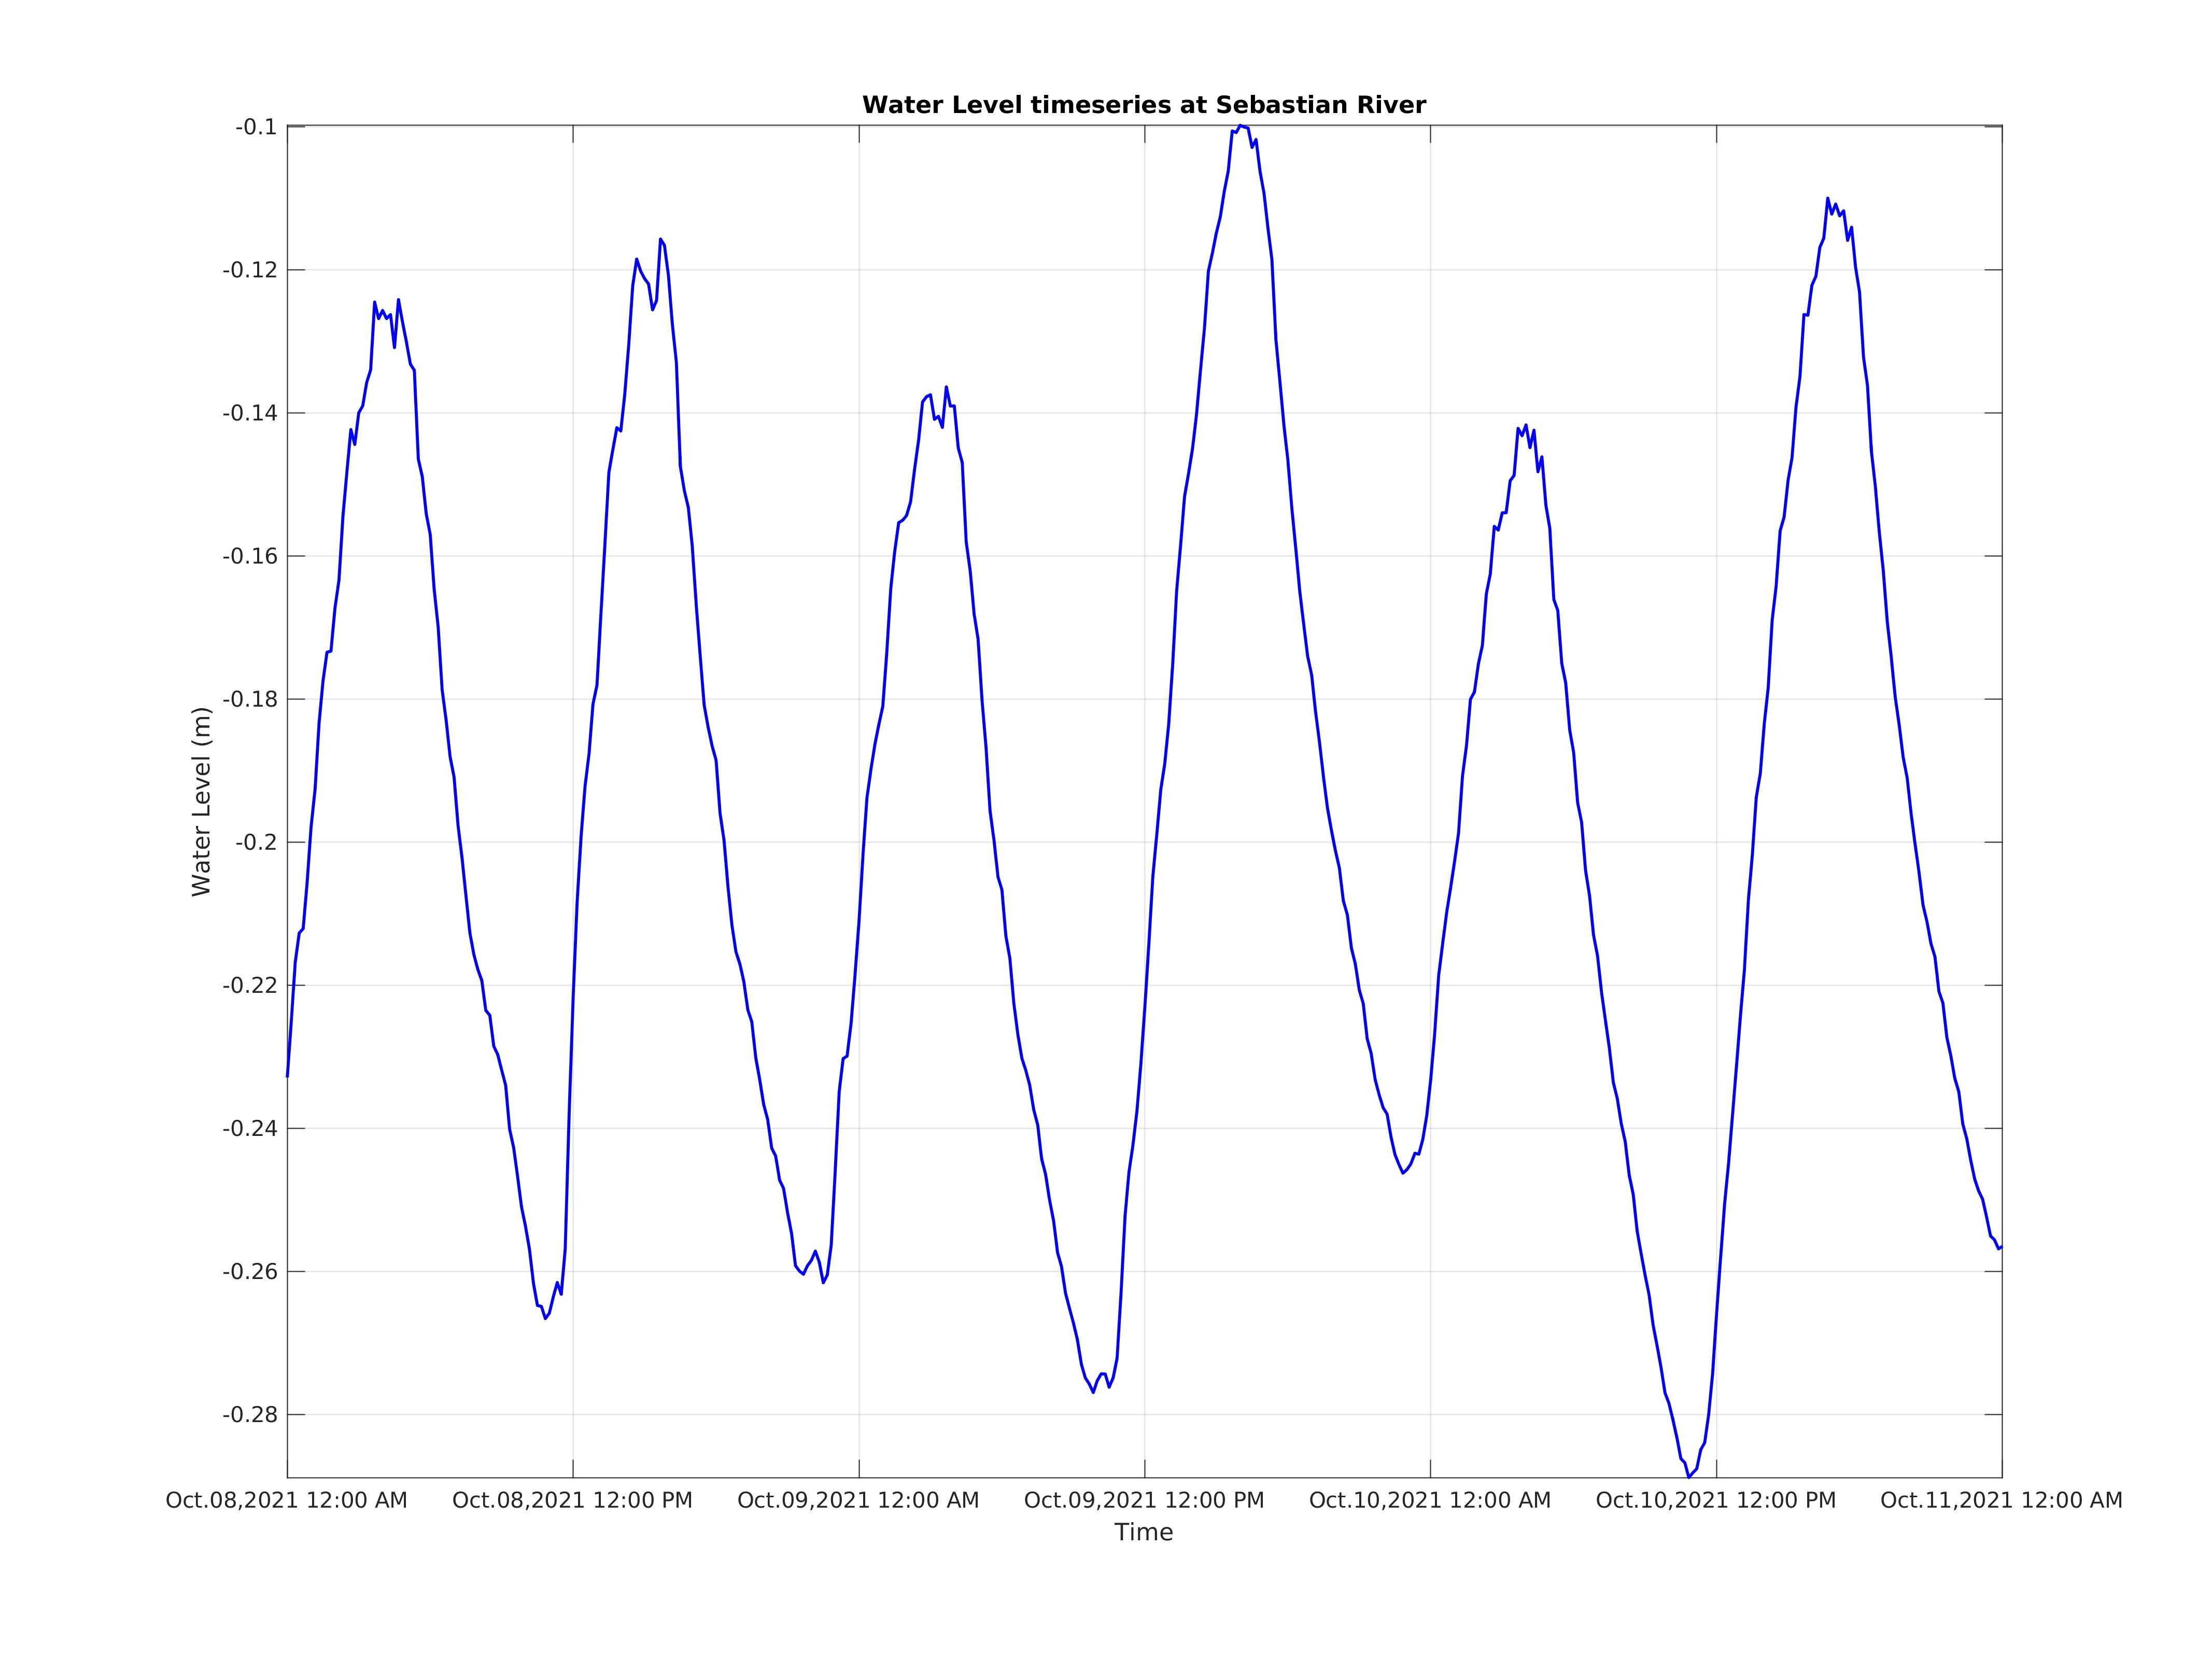 Water Level timeseries at Sebastian River
-0.1
-0.12
-0.14
-0.16
-0.18
-0.2
-0.22
-0.24
-0.26
-0.28
Water Level (m)
Oct.08,2021 12:00 AM
Oct.08,2021 12:00 PM
Oct.09,2021 12:00 AM
Oct.09,2021 12:00 PM
Oct.10,2021 12:00 AM
Oct.10,2021 12:00 PM
Oct.11,2021 12:00 AM
Time